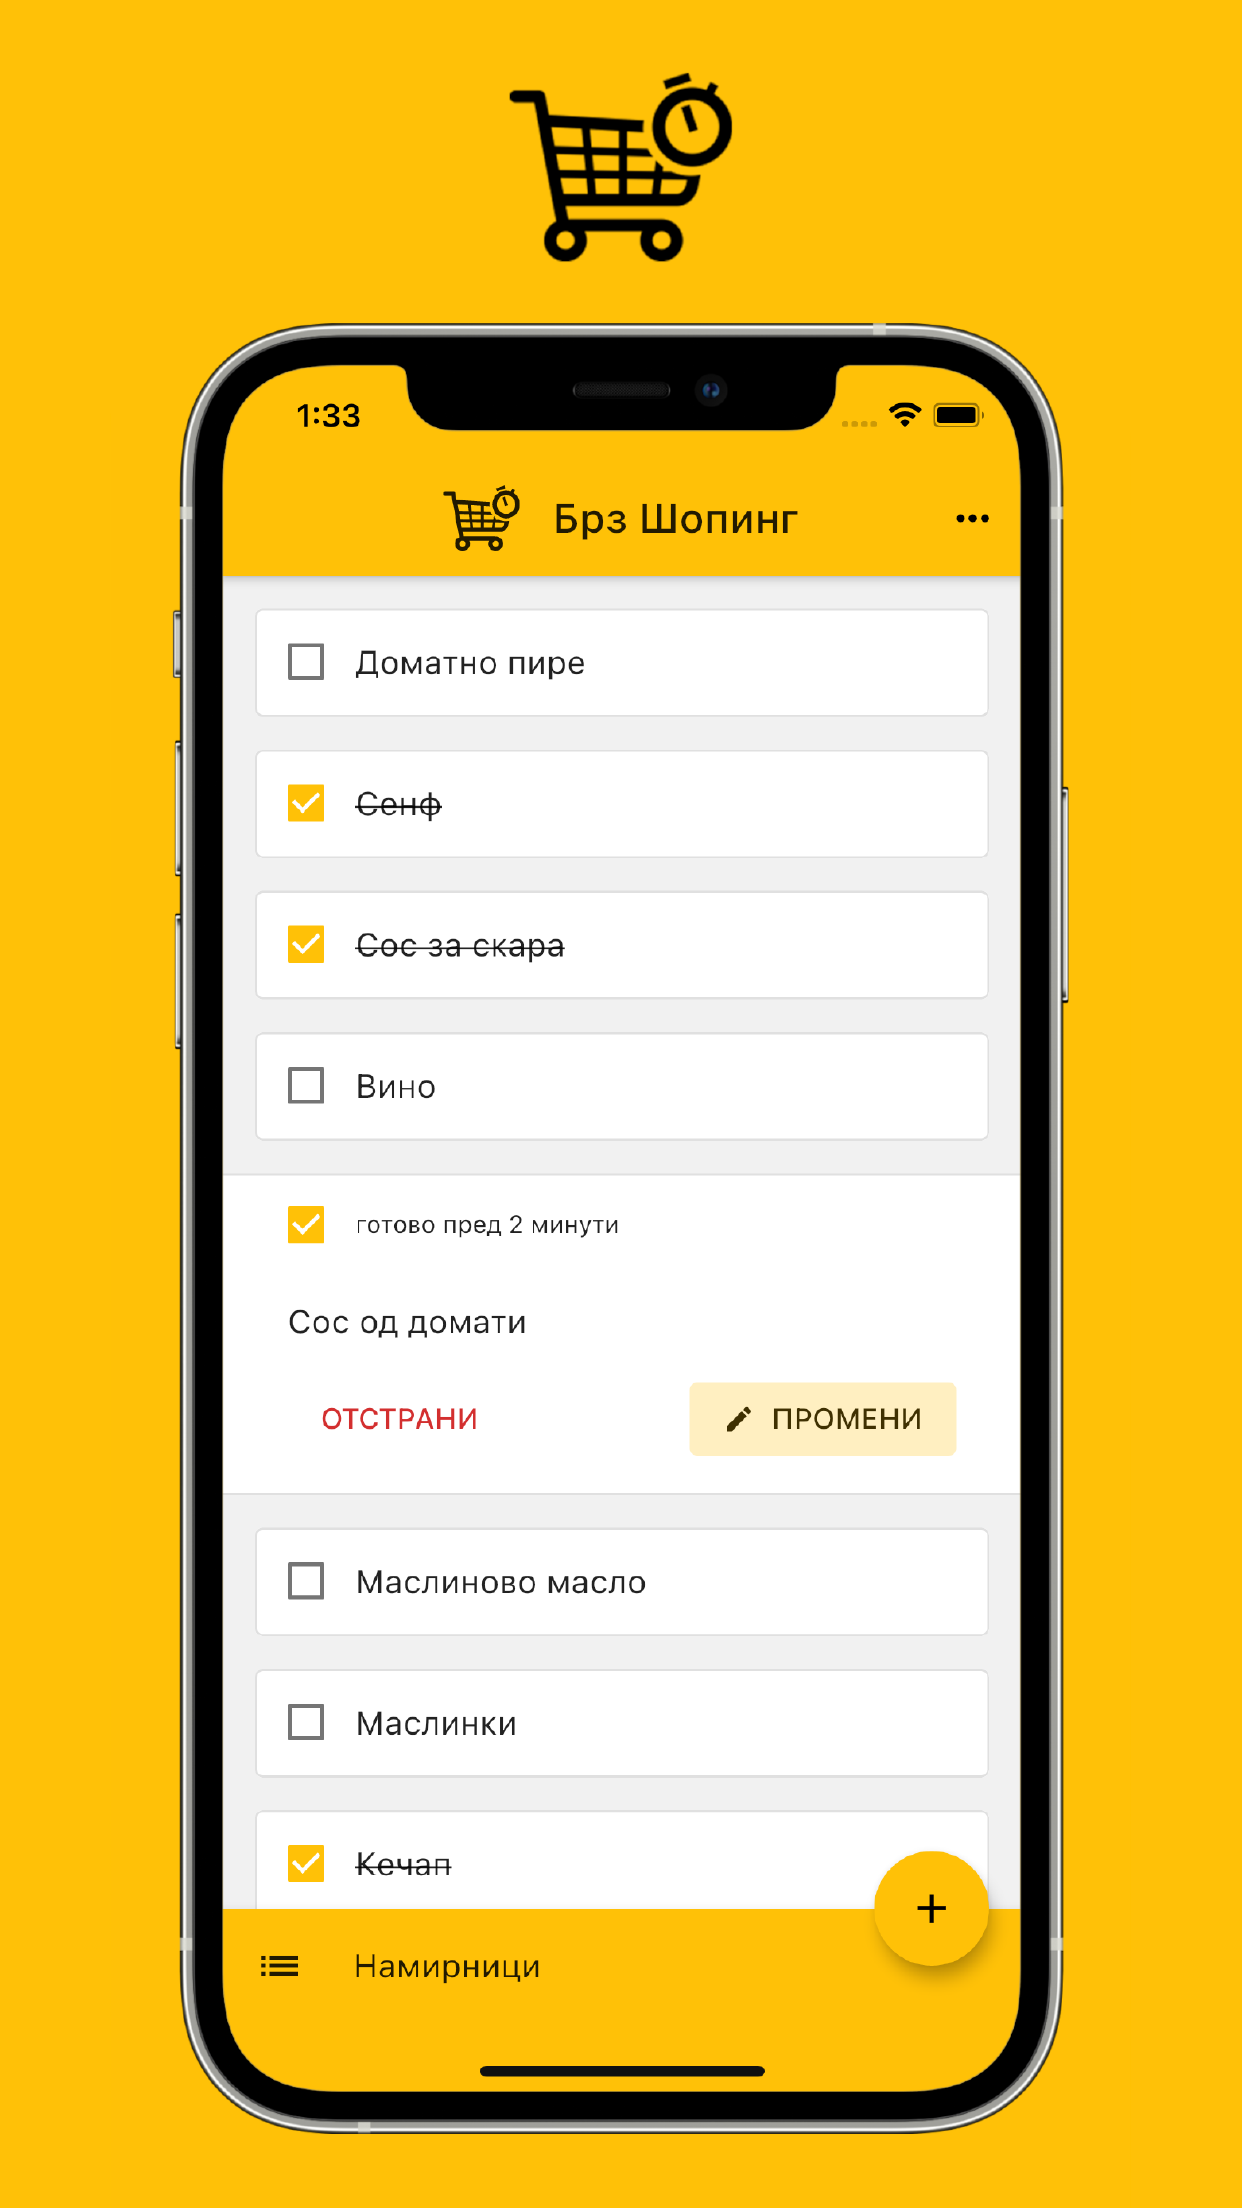 1:33
Брз Шопинг
Доматно пире
Сенф
Сос за скара
Вино
готово пред 2 минути
Сос од домати
ОТСТРАНИ
ПРОМЕНИ
Маслиново масло
Маслинки
Кечап
Намирници